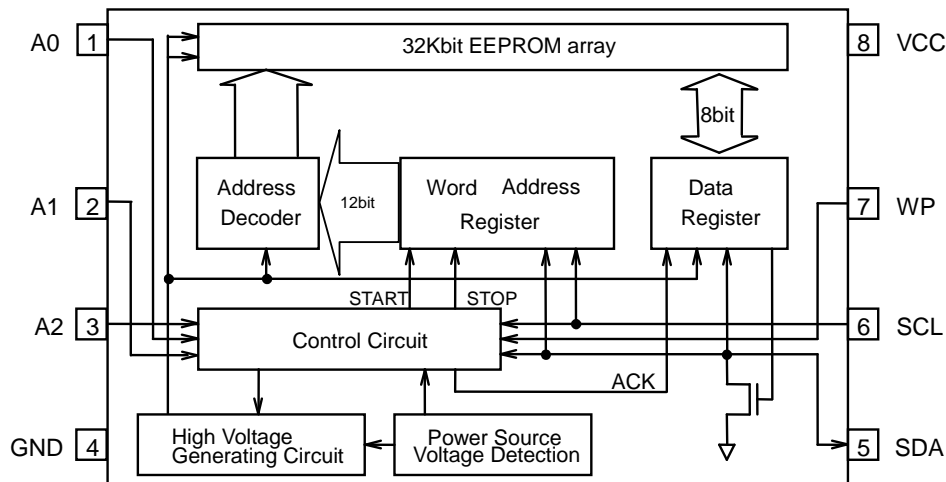 A0
1
32Kbit EEPROM array
8
VCC
8bit
A1
2
Address
Decoder
12bit
Word Address
Register
Data
Register
7
WP
START
STOP
A2
3
Control Circuit
6
SCL
ACK
GND
4
High Voltage
Generating Circuit
Power Source
Voltage Detection
5
SDA